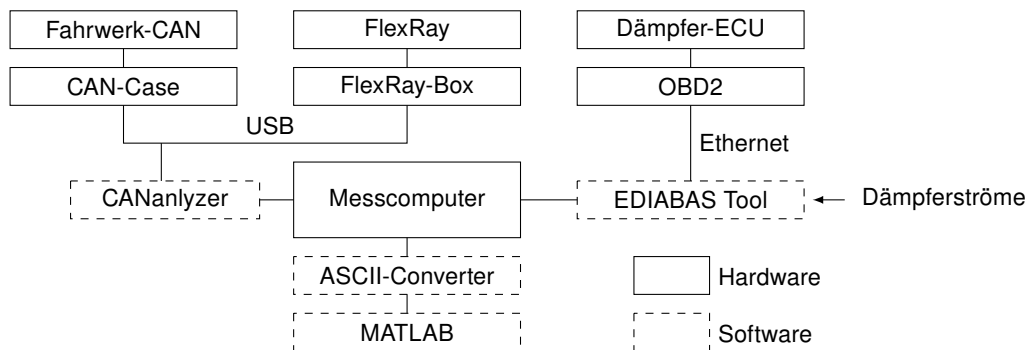 Fahrwerk-CAN
FlexRay
Dämpfer-ECU
CAN-Case
FlexRay-Box
OBD2
USB
Ethernet
CANanlyzer
Messcomputer
EDIABAS Tool
Dämpferströme
ASCII-Converter
Hardware
MATLAB
Software